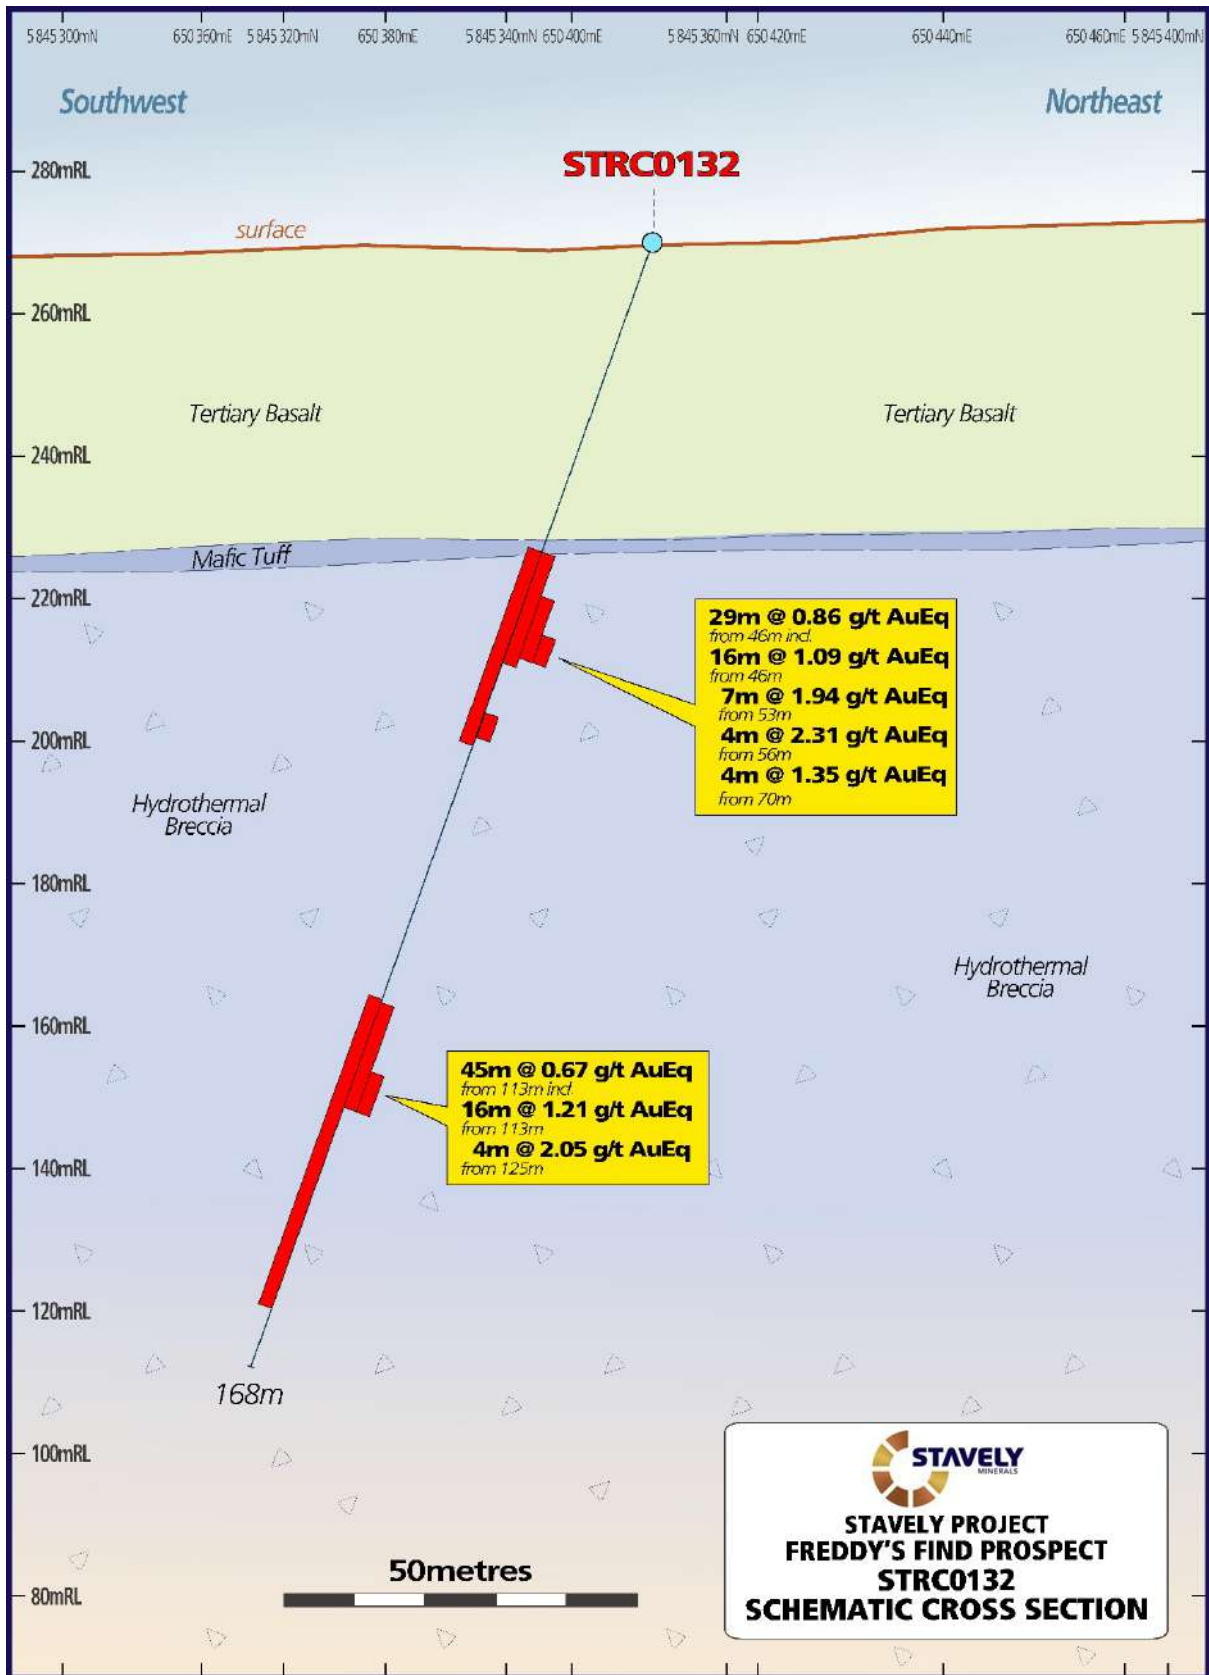 5 845 300mN 650 360mE 5 845 320mN 650 380mE 5 845 340mN 650 400mE 5 845 360mN 650 420mE 650 440mE 650 460mE 5 845 400mN
Southwest
Northeast
STRC0132
280mRL
surface
260mRL
Tertiary Basalt
Tertiary Basalt
240mRL
Mafic Tuff
220mRL
29m @ 0.86 g/t AuEq
from 46m incl.
16m @ 1.09 g/t AuEq
from 46m
7m @ 1.94 g/t AuEq
from 53m
4m @ 2.31 g/t AuEq
from 56m
4m @ 1.35 g/t AuEq
from 70m
200mRL
Hydrothermal
Breccia
180mRL
Hydrothermal
Breccia
160mRL
45m @ 0.67 g/t AuEq
from 113m incl.
16m @ 1.21 g/t AuEq
from 113m
4m @ 2.05 g/t AuEq
from 125m
140mRL
120mRL
168m
100mRL
80mRL
50metres
STAVELY
MINERALS
STAVELY PROJECT
FREDDY'S FIND PROSPECT
STRC0132
SCHEMATIC CROSS SECTION